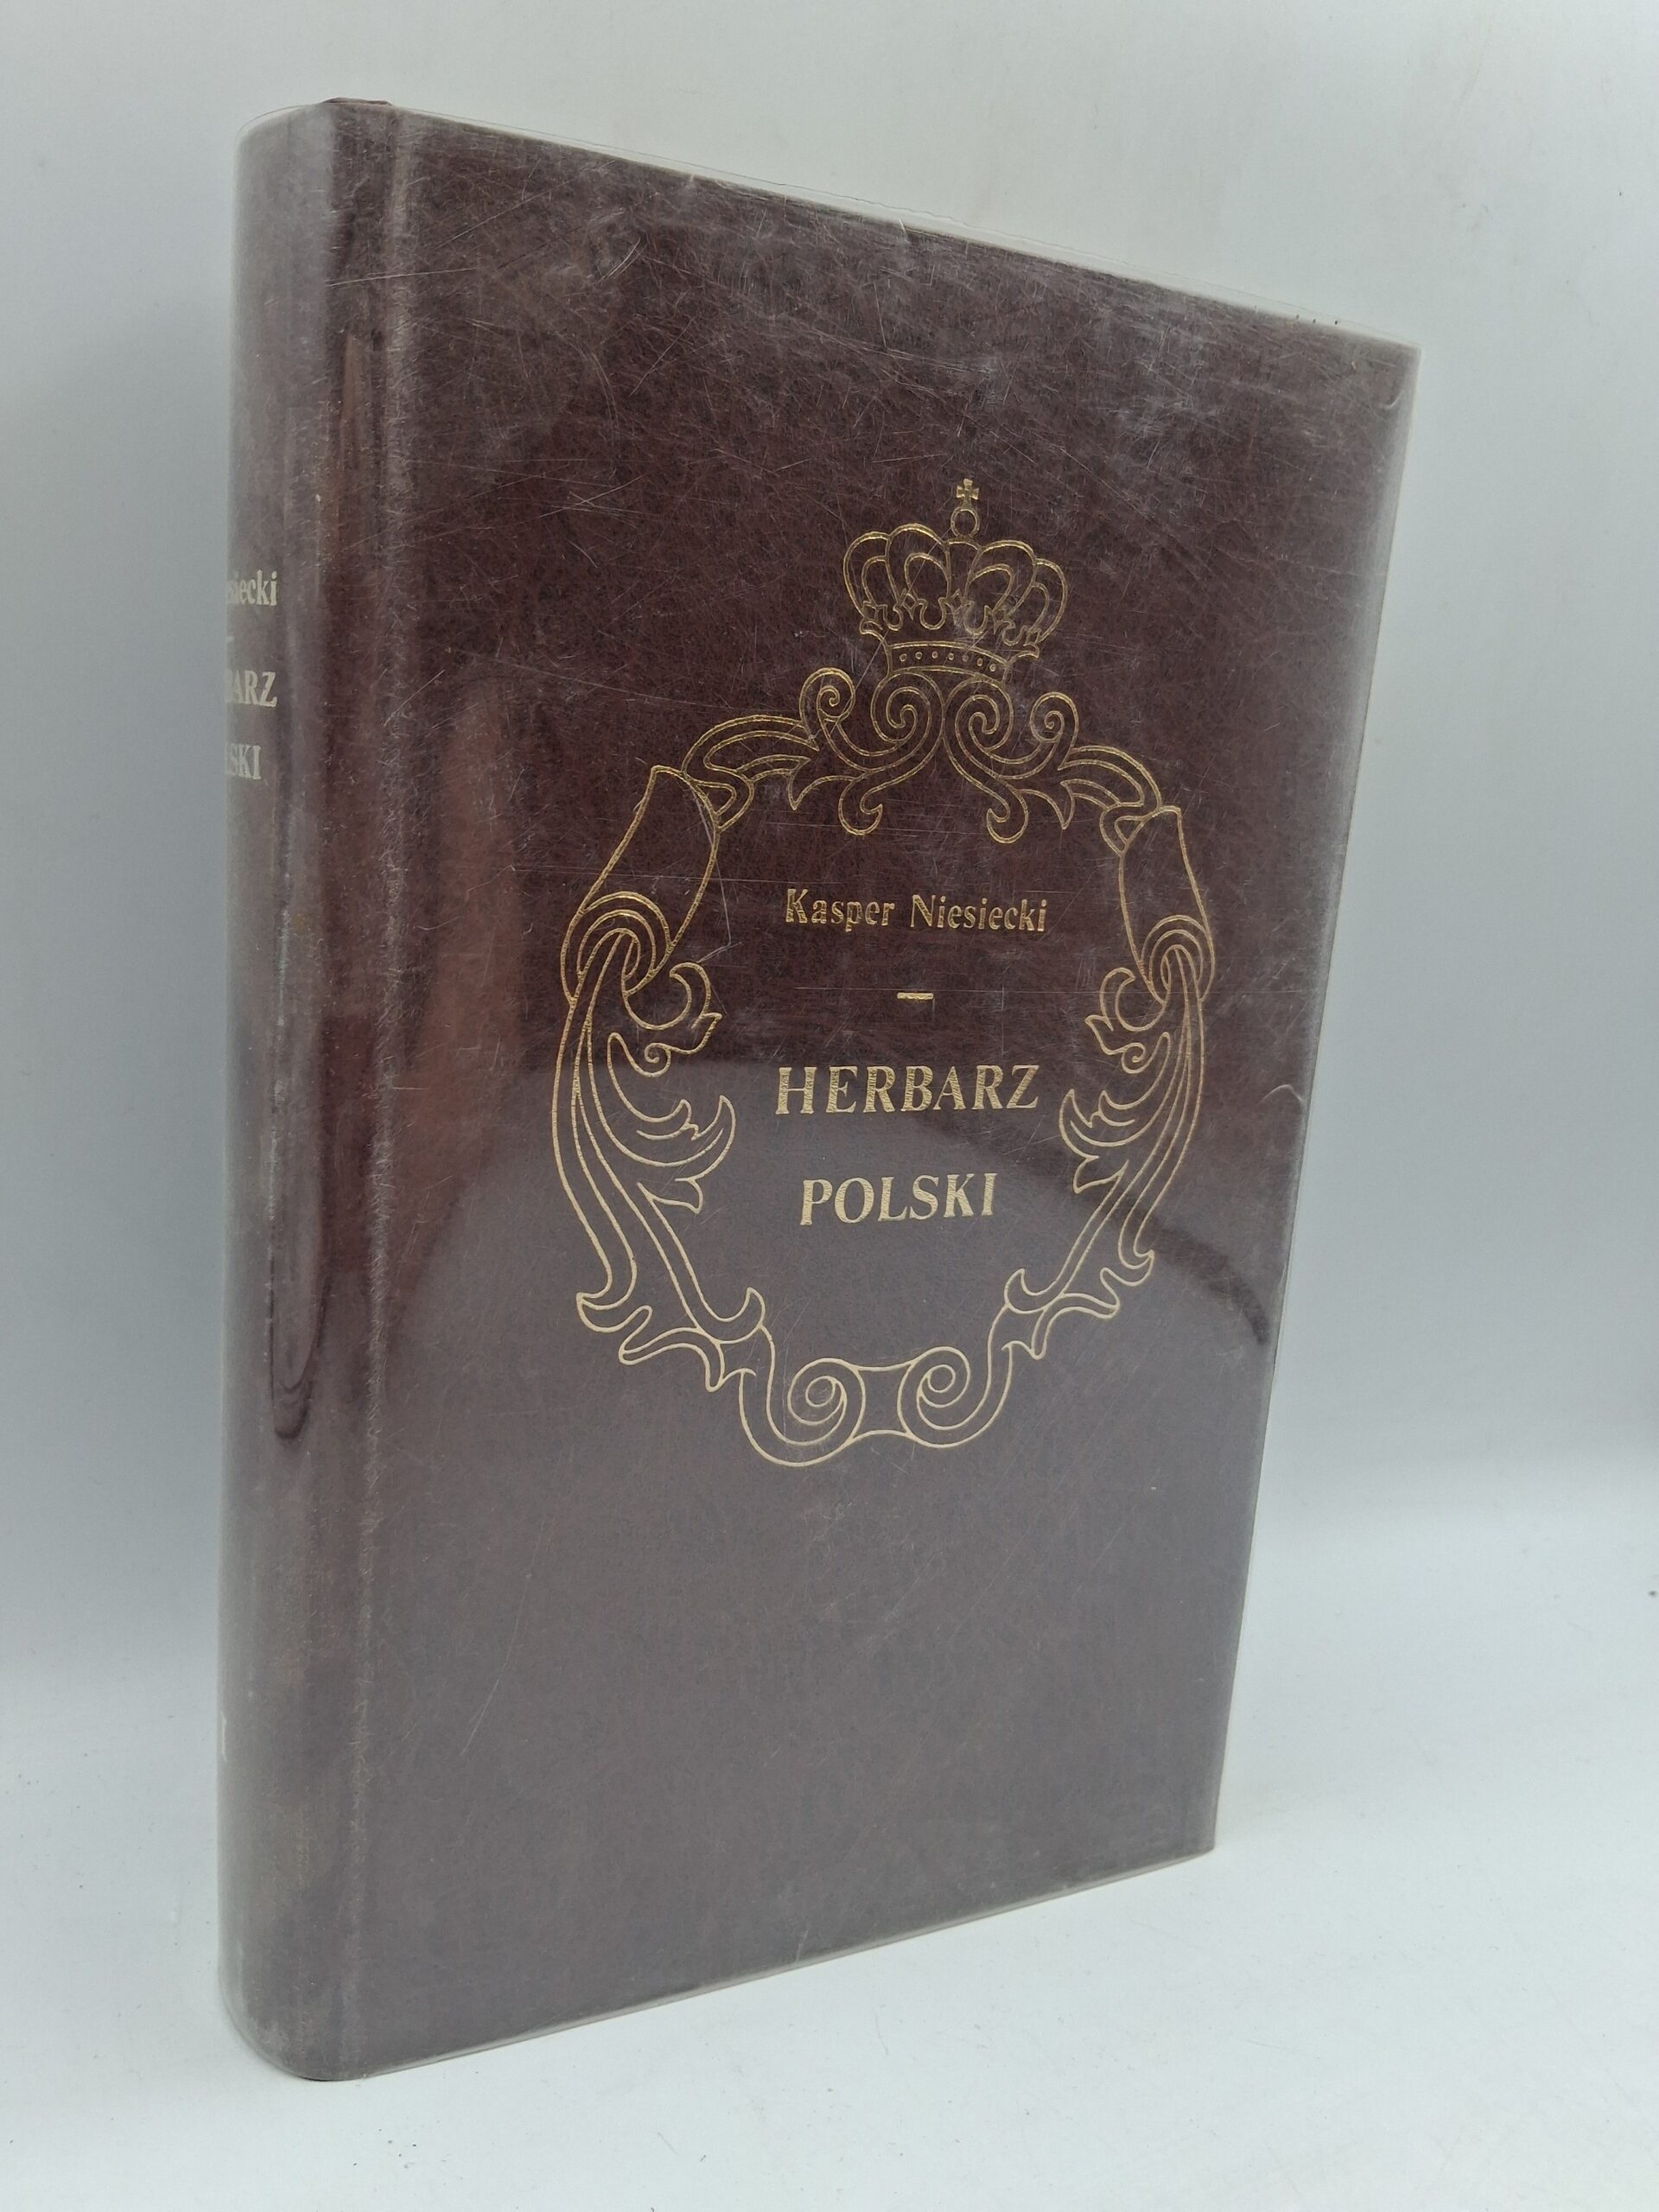 Kasper Niesiecki
–
HERBARZ
POLSKI